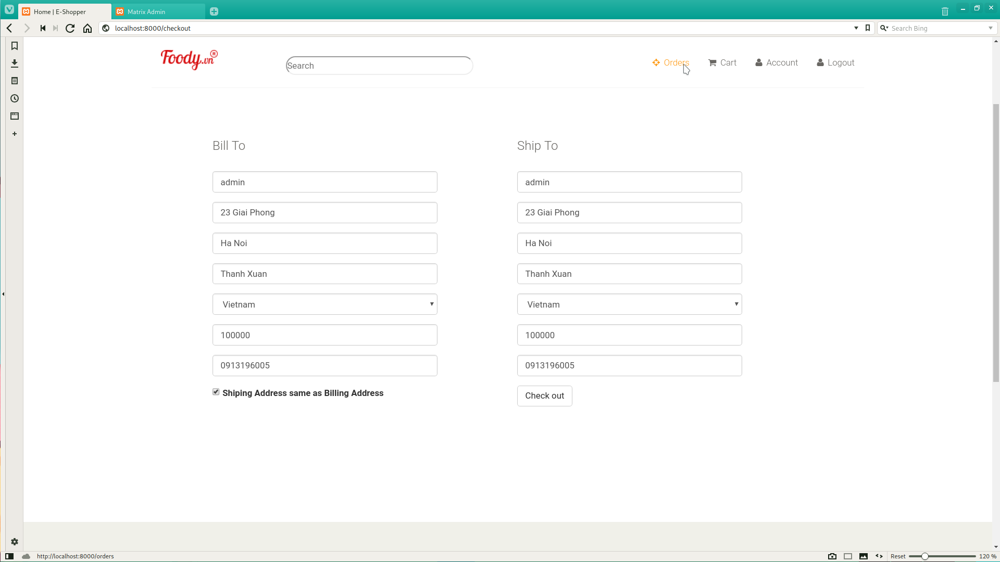 Home | E-Shopper
Matrix Admin
localhost:8000/checkout
Search Bing
Foody.vn®
Search
Orders
Cart
Account
Logout
Bill To
Ship To
admin
admin
23 Giai Phong
23 Giai Phong
Ha Noi
Ha Noi
Thanh Xuan
Thanh Xuan
Vietnam
Vietnam
100000
100000
0913196005
0913196005
Shiping Address same as Billing Address
Check out
http://localhost:8000/orders
Reset
120 %